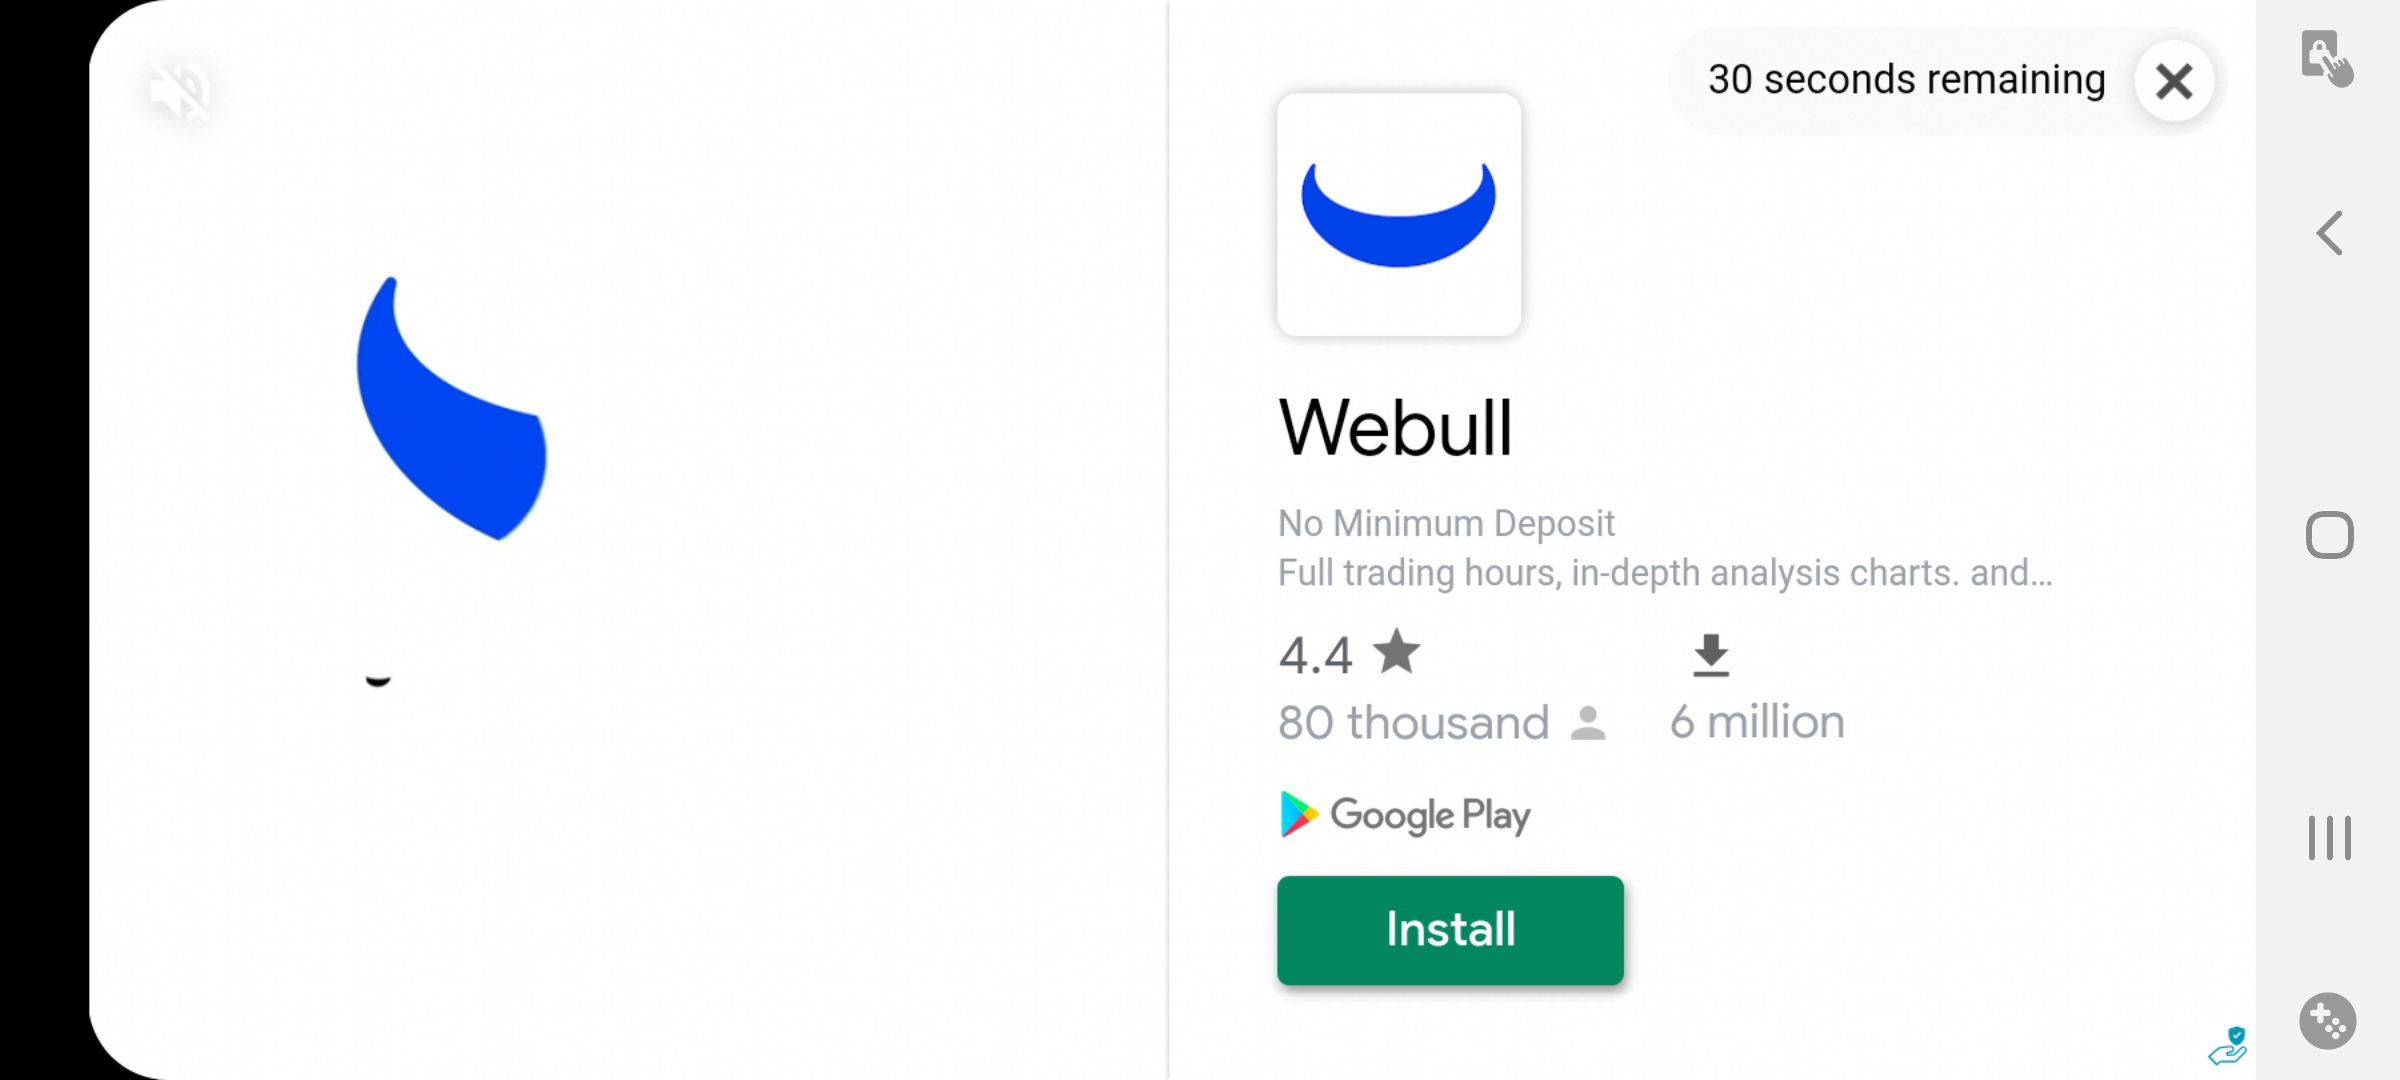 30 seconds remaining
Webull
No Minimum Deposit
Full trading hours, in-depth analysis charts. and...
4.4
80 thousand
6 million
Google Play
Install